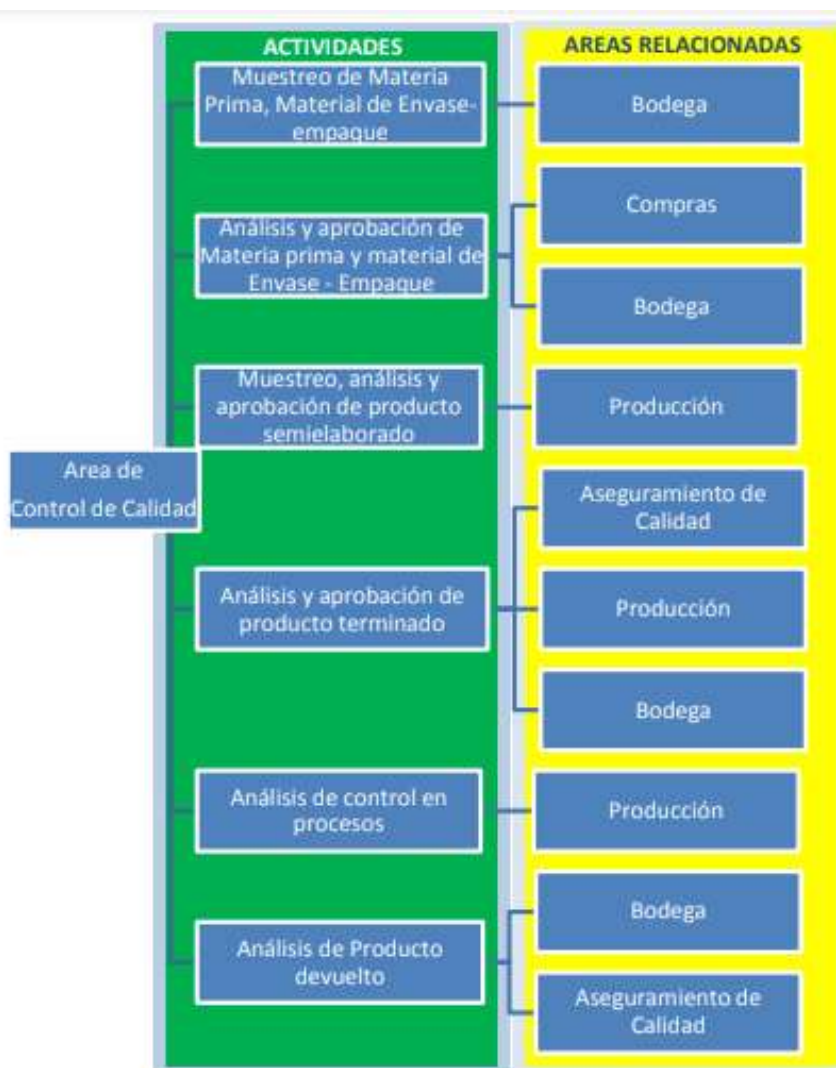 ACTIVIDADES
AREAS RELACIONADAS
Muestreo de Materia
Prima, Material de Envase-
empaque
Bodega
Análisis y aprobación de
Materia prima y material de
Envase - Empaque
Compras
Bodega
Muestreo, análisis y
aprobación de producto
semielaborado
Producción
Area de
Control de Calidad
Análisis y aprobación de
producto terminado
Aseguramiento de
Calidad
Producción
Bodega
Análisis de control en
procesos
Producción
Análisis de Producto
devuelto
Bodega
Aseguramiento de
Calidad